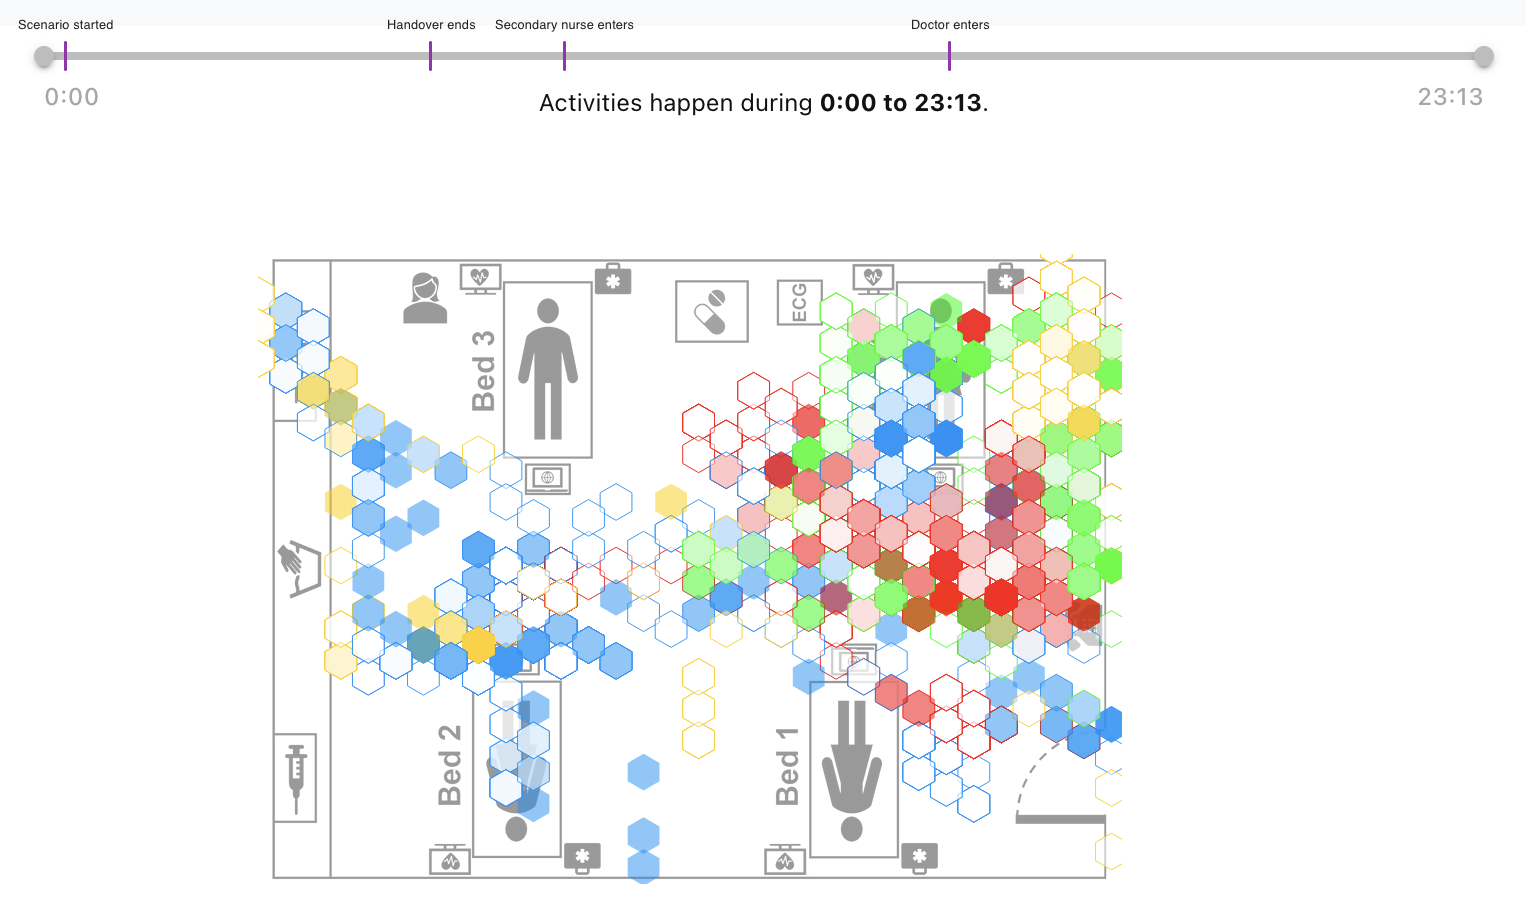 Scenario started
Handover ends
Secondary nurse enters
Doctor enters
0:00
23:13
Activities happen during 0:00 to 23:13.
ECG
Bed 3
Bed 2
Bed 1